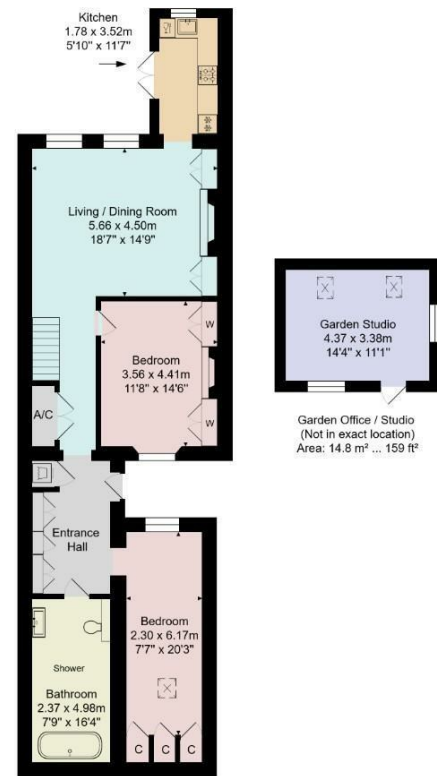 Kitchen
1.78 x 3.52m
5'10" x 11'7"
Living / Dining Room
5.66 x 4.50m
18'7" x 14'9"
Bedroom
3.56 x 4.41m
11'8" x 14'6"
W
W
A/C
Entrance
Hall
Bedroom
2.30 x 6.17m
7'7" x 20'3"
C
C
C
Shower
Bathroom
2.37 x 4.98m
7'9" x 16'4"
Garden Studio
4.37 x 3.38m
14'4" x 11'1"
Garden Office / Studio
(Not in exact location)
Area: 14.8 m² ... 159 ft²